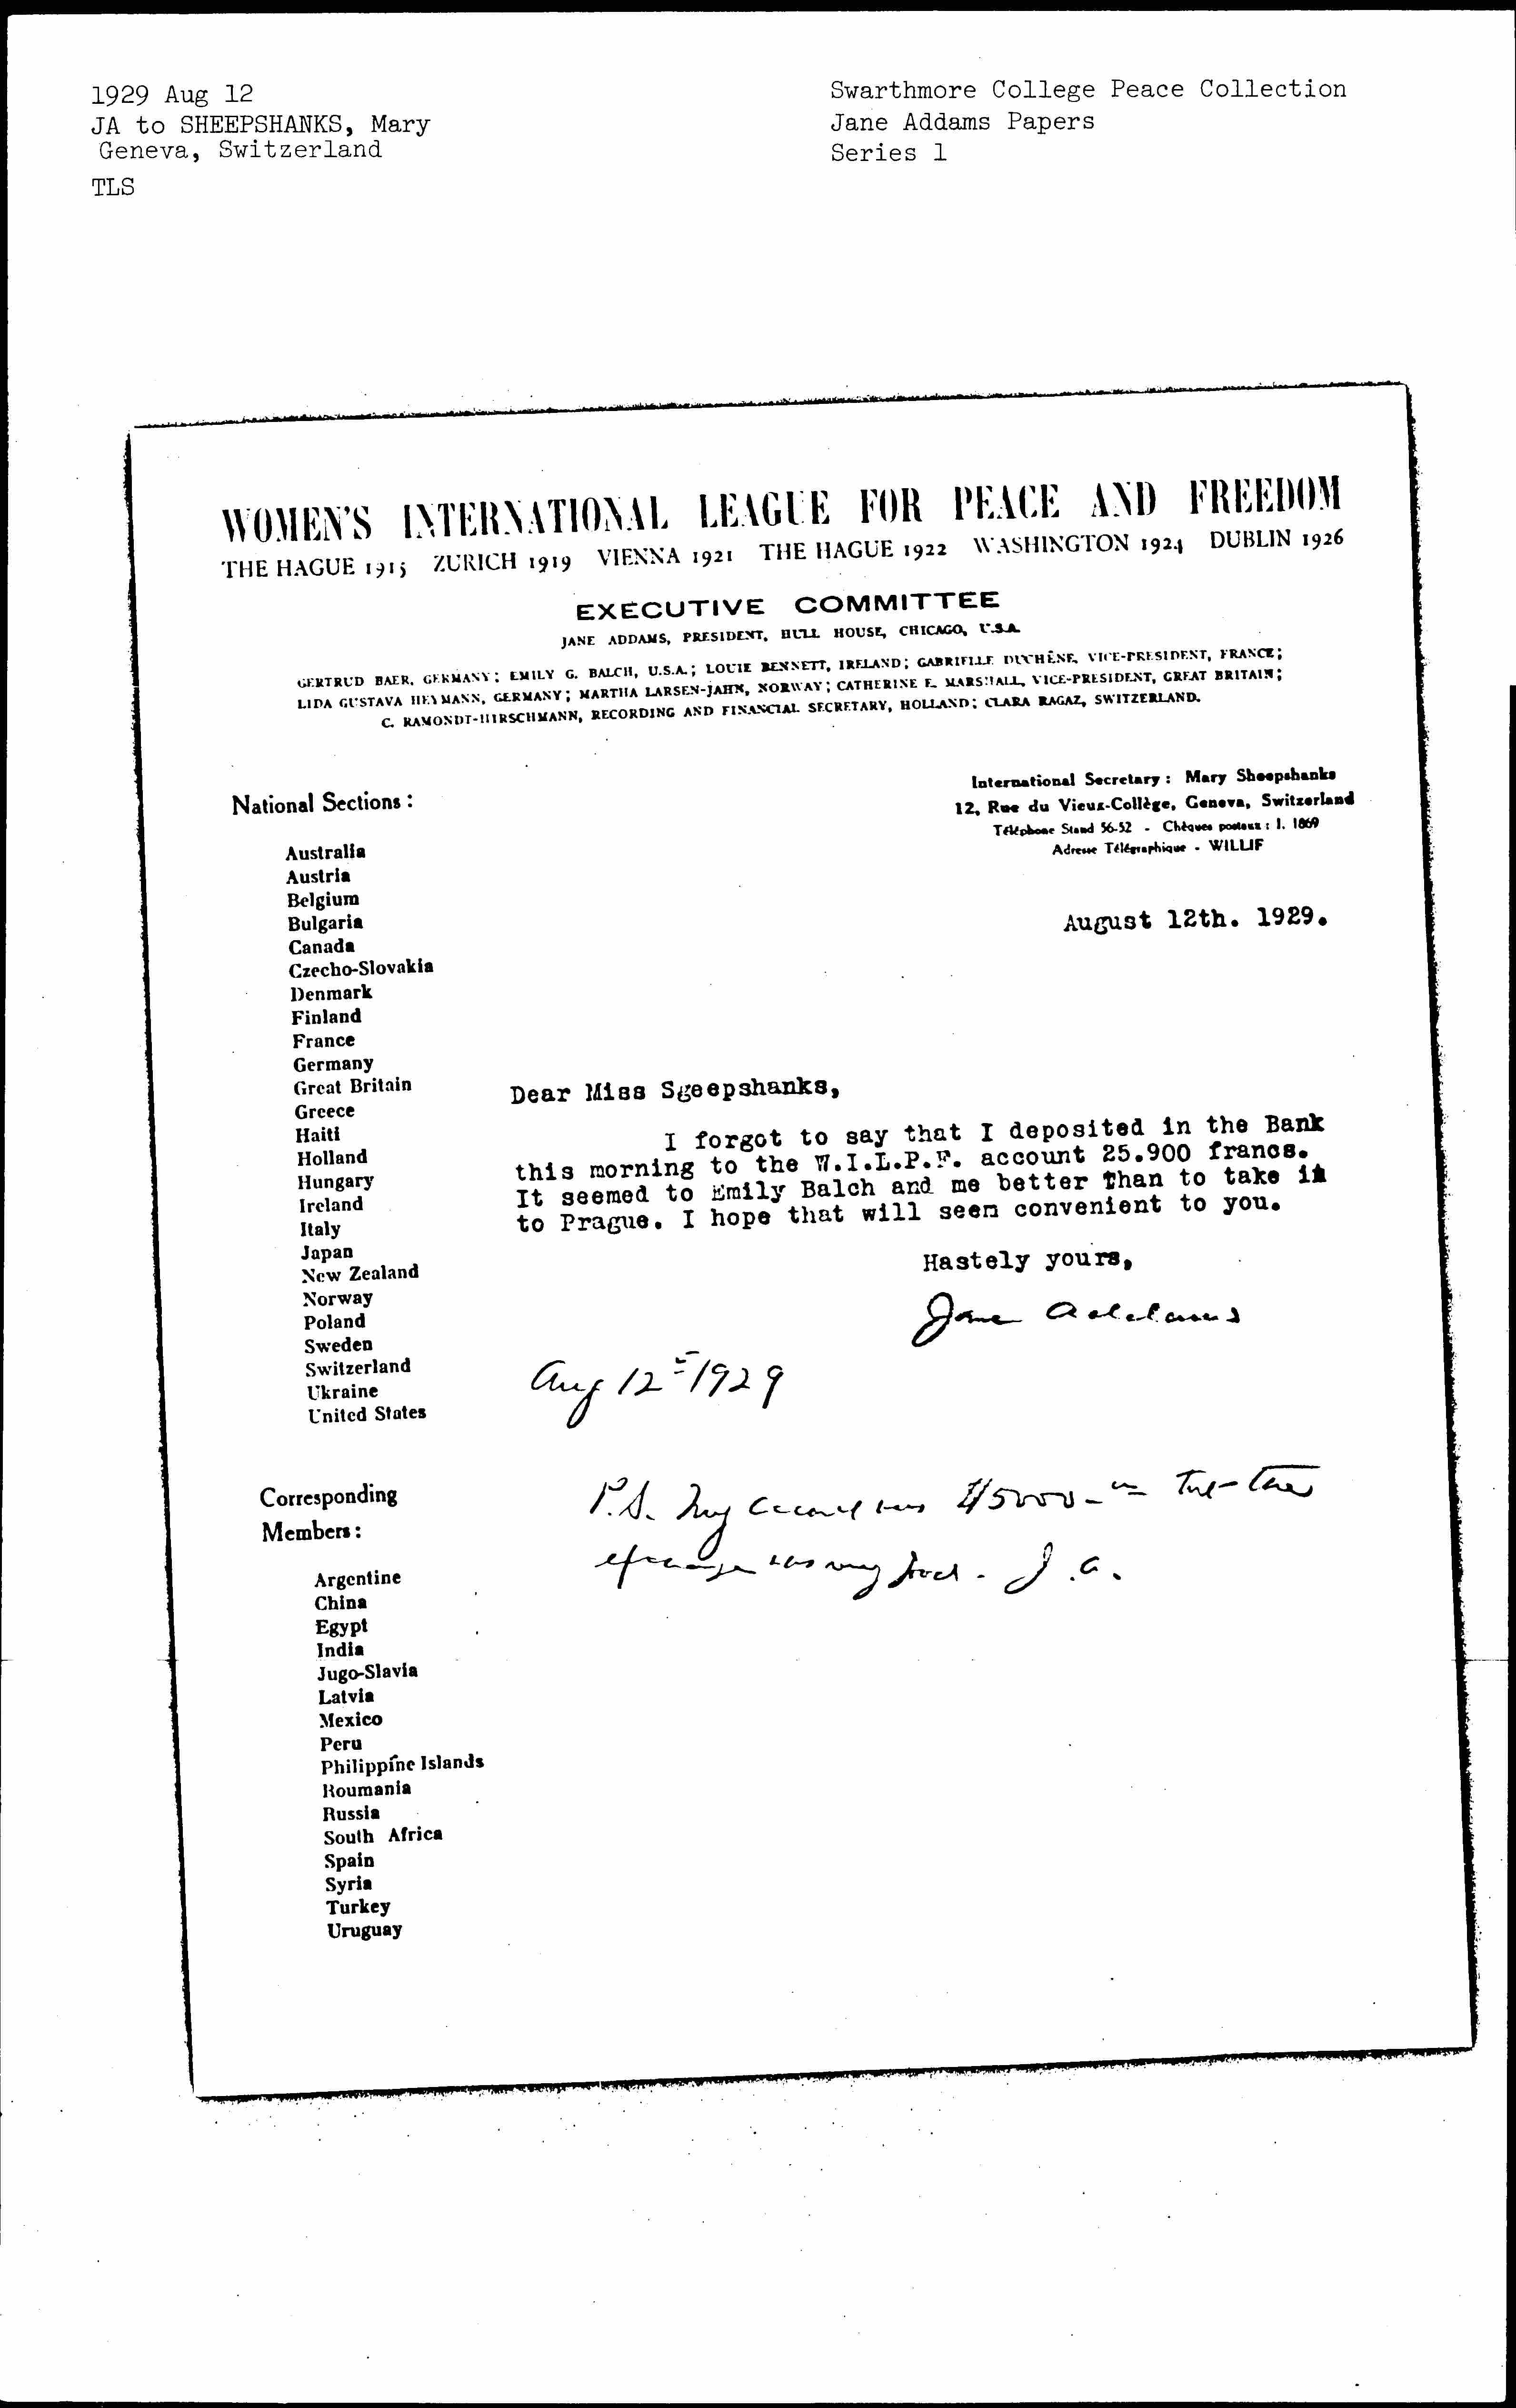 1929 Aug 12
JA to SHEEPSHANKS, Mary
Geneva, Switzerland
TLS
Swarthmore College Peace Collection
Jane Addams Papers
Series 1
WOMEN'S INTERNATIONAL LEAGUE FOR PEACE AND FREEDOM
THE HAGUE 1915 ZURICH 1919 VIENNA 1921 THE HAGUE 1922 WASHINGTON 1924 DUBLIN 1926
EXECUTIVE COMMITTEE
JANE ADDAMS, PRESIDENT, HULL HOUSE, CHICAGO, U.S.A.
GERTRUD BAER, GERMANY; EMILY G. BALCH, U.S.A.; LOUIE BENNETT, IRELAND; GABRIELLE DUCHÊNE, VICE-PRESIDENT, FRANCE;
LIDA GUSTAVA HEYMANN, GERMANY; MARTHA LARSEN-JAHN, NORWAY; CATHERINE E. MARSHALL, VICE-PRESIDENT, GREAT BRITAIN;
C. RAMONDT-HIRSCHMANN, RECORDING AND FINANCIAL SECRETARY, HOLLAND; CLARA RAGAZ, SWITZERLAND.
International Secretary: Mary Sheepshanks
12, Rue du Vieux-Collège, Geneva, Switzerland
Téléphone Stand 56-52 - Chèques postaux: I. 1869
Adresse Télégraphique - WILLIF
National Sections:
Australia
Austria
Belgium
Bulgaria
Canada
Czecho-Slovakia
Denmark
Finland
France
Germany
Great Britain
Greece
Haiti
Holland
Hungary
Ireland
Italy
Japan
New Zealand
Norway
Poland
Sweden
Switzerland
Ukraine
United States
Corresponding
Members:
Argentine
China
Egypt
India
Jugo-Slavia
Latvia
Mexico
Peru
Philippine Islands
Roumania
Russia
South Africa
Spain
Syria
Turkey
Uruguay
August 12th. 1929.
Dear Miss Sgeepshanks,
I forgot to say that I deposited in the Bank
this morning to the W.I.L.P.F. account 25.900 francs.
It seemed to Emily Balch and me better than to take it
to Prague. I hope that will seem convenient to you.
Hastely yours,
Jane Addams
Aug 12 = 1929
P.S. My $5000
exchange was very good. J. A.